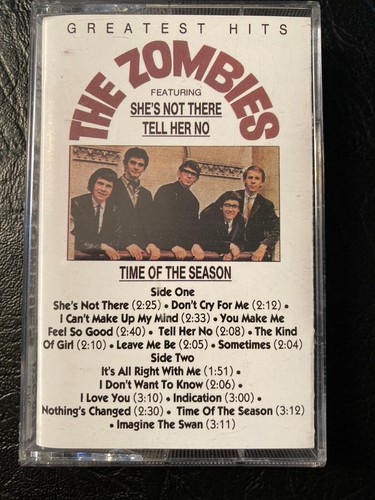 GREATEST HITS
THE ZOMBIES
FEATURING
SHE'S NOT THERE
TELL HER NO
TIME OF THE SEASON
Side One
She's Not There (2:25) • Don't Cry For Me (2:12) •
I Can't Make Up My Mind (2:33) • You Make Me
Feel So Good (2:40) • Tell Her No (2:08) • The Kind
Of Girl (2:10) • Leave Me Be (2:05) • Sometimes (2:04)
Side Two
It's All Right With Me (1:51) •
I Don't Want To Know (2:06) •
I Love You (3:10) • Indication (3:00) •
Nothing's Changed (2:30) • Time Of The Season (3:12)
• Imagine The Swan (3:11)